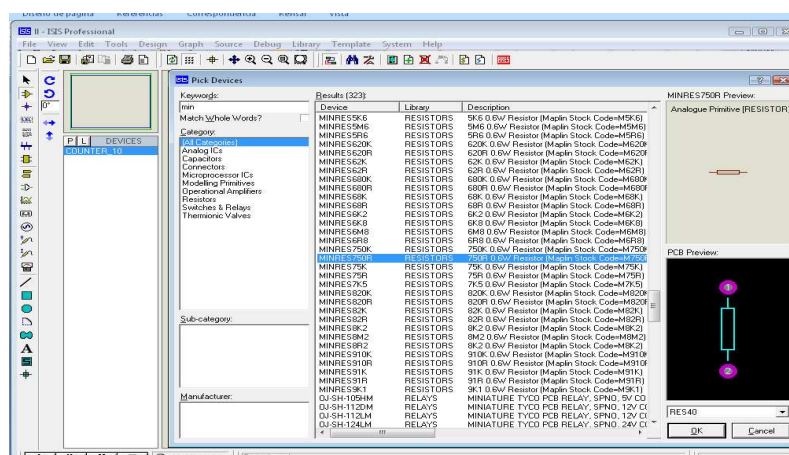 Diseño de página Referencias Correspondencia Revisar Vista
II - ISIS Professional
File View Edit Tools Design Graph Source Debug Library Template System Help
Pick Devices
Keywords:
min
Match Whole Words?
Category:
(All Categories)
Analog ICs
Capacitors
Connectors
Microprocessor ICs
Modelling Primitives
Operational Amplifiers
Resistors
Switches & Relays
Thermionic Valves
Sub-category:
Manufacturer:
0°
P L DEVICES
COUNTER_10
Results (323):
Device Library Description
MINRES5K6 RESISTORS 5K6 0.6W Resistor (Maplin Stock Code=M5K6)
MINRES5M6 RESISTORS 5M6 0.6W Resistor (Maplin Stock Code=M5M6)
MINRES5R6 RESISTORS 5R6 0.6W Resistor (Maplin Stock Code=M5R6)
MINRES620K RESISTORS 620K 0.6W Resistor (Maplin Stock Code=M620K
MINRES620R RESISTORS 620R 0.6W Resistor (Maplin Stock Code=M620R
MINRES62K RESISTORS 62K 0.6W Resistor (Maplin Stock Code=M62K)
MINRES62R RESISTORS 62R 0.6W Resistor (Maplin Stock Code=M62R)
MINRES680K RESISTORS 680K 0.6W Resistor (Maplin Stock Code=M680K
MINRES680R RESISTORS 680R 0.6W Resistor (Maplin Stock Code=M680R
MINRES68K RESISTORS 68K 0.6W Resistor (Maplin Stock Code=M68K)
MINRES68R RESISTORS 68R 0.6W Resistor (Maplin Stock Code=M68R)
MINRES6K2 RESISTORS 6K2 0.6W Resistor (Maplin Stock Code=M6K2)
MINRES6K8 RESISTORS 6K8 0.6W Resistor (Maplin Stock Code=M6K8)
MINRES6M8 RESISTORS 6M8 0.6W Resistor (Maplin Stock Code=M6M8)
MINRES6R8 RESISTORS 6R8 0.6W Resistor (Maplin Stock Code=M6R8)
MINRES750K RESISTORS 750K 0.6W Resistor (Maplin Stock Code=M750K
MINRES750R RESISTORS 750R 0.6W Resistor (Maplin Stock Code=M750R
MINRES75K RESISTORS 75K 0.6W Resistor (Maplin Stock Code=M75K)
MINRES75R RESISTORS 75R 0.6W Resistor (Maplin Stock Code=M75R)
MINRES7K5 RESISTORS 7K5 0.6W Resistor (Maplin Stock Code=M7K5)
MINRES820K RESISTORS 820K 0.6W Resistor (Maplin Stock Code=M820K
MINRES820R RESISTORS 820R 0.6W Resistor (Maplin Stock Code=M820R
MINRES82K RESISTORS 82K 0.6W Resistor (Maplin Stock Code=M82K)
MINRES82R RESISTORS 82R 0.6W Resistor (Maplin Stock Code=M82R)
MINRES8K2 RESISTORS 8K2 0.6W Resistor (Maplin Stock Code=M8K2)
MINRES8M2 RESISTORS 8M2 0.6W Resistor (Maplin Stock Code=M8M2)
MINRES8R2 RESISTORS 8K2 0.6W Resistor (Maplin Stock Code=M8K2)
MINRES910K RESISTORS 910K 0.6W Resistor (Maplin Stock Code=M910K
MINRES910R RESISTORS 910R 0.6W Resistor (Maplin Stock Code=M910R
MINRES91K RESISTORS 91K 0.6W Resistor (Maplin Stock Code=M91K)
MINRES91R RESISTORS 91R 0.6W Resistor (Maplin Stock Code=M91R)
MINRES9K1 RESISTORS 9K1 0.6W Resistor (Maplin Stock Code=M9K1)
OJ-SH-105HM RELAYS MINIATURE TYCO PCB RELAY, SPNO, 5V CO
OJ-SH-112DM RELAYS MINIATURE TYCO PCB RELAY, SPNO, 12V CO
OJ-SH-112LM RELAYS MINIATURE TYCO PCB RELAY, SPNO, 12V CO
OJ-SH-124LM RELAYS MINIATURE TYCO PCB RELAY, SPNO, 24V CO
MINRES750R Preview:
Analogue Primitive [RESISTOR]
PCB Preview:
1
2
RES40
OK Cancel